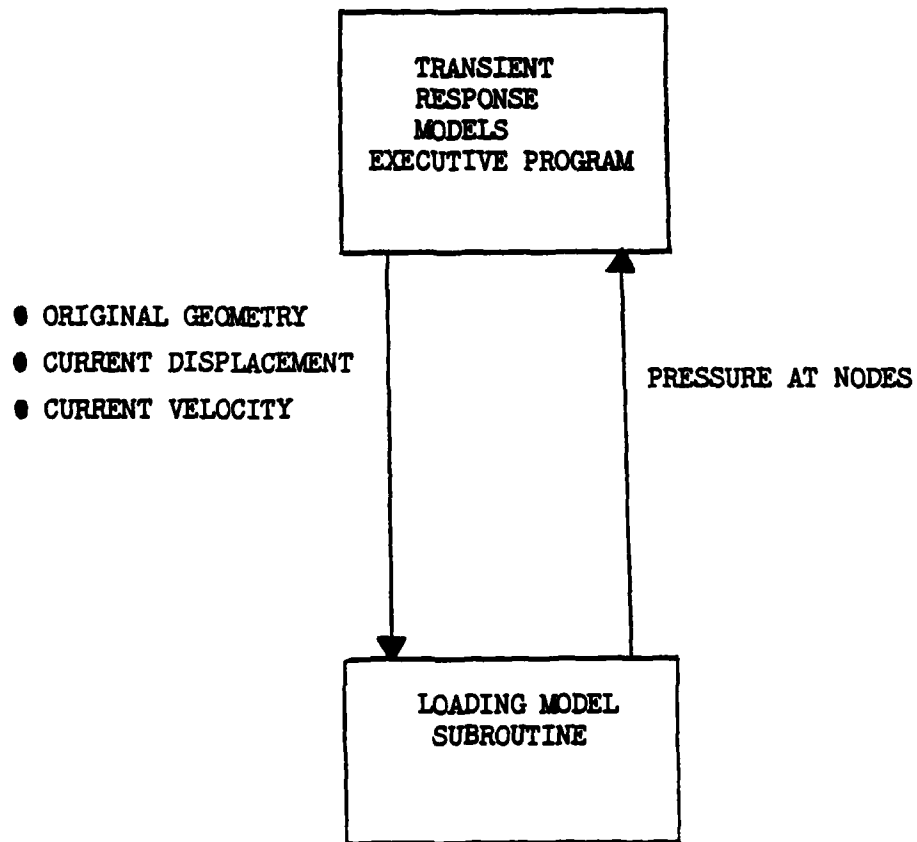 TRANSIENT
RESPONSE
MODELS
EXECUTIVE PROGRAM
● ORIGINAL GEOMETRY
● CURRENT DISPLACEMENT
● CURRENT VELOCITY
PRESSURE AT NODES
LOADING MODEL
SUBROUTINE